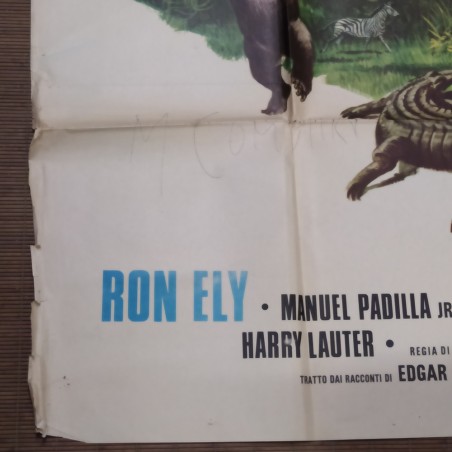 RON ELY • MANUEL PADILLA JR
HARRY LAUTER • REGIA DI
TRATTO DAI RACCONTI DI EDGAR